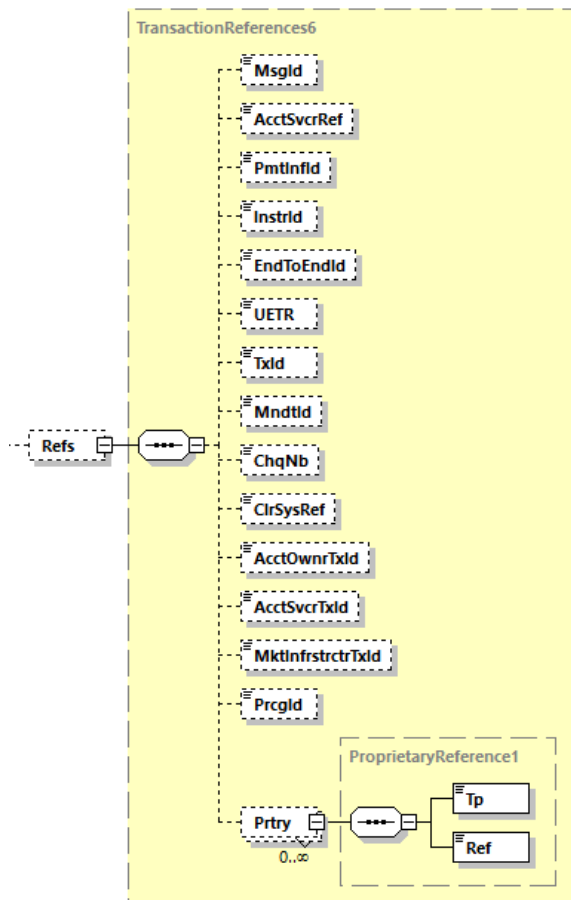 TransactionReferences6
MsgId
AcctSvcrRef
PmtInfId
InstrId
EndToEndId
UETR
TxId
MndtId
Refs
ChqNb
ClrSysRef
AcctOwnrTxId
AcctSvcrTxId
MktInfrstrctrTxId
PrcgId
ProprietaryReference1
Tp
Prtry
0..∞
Ref